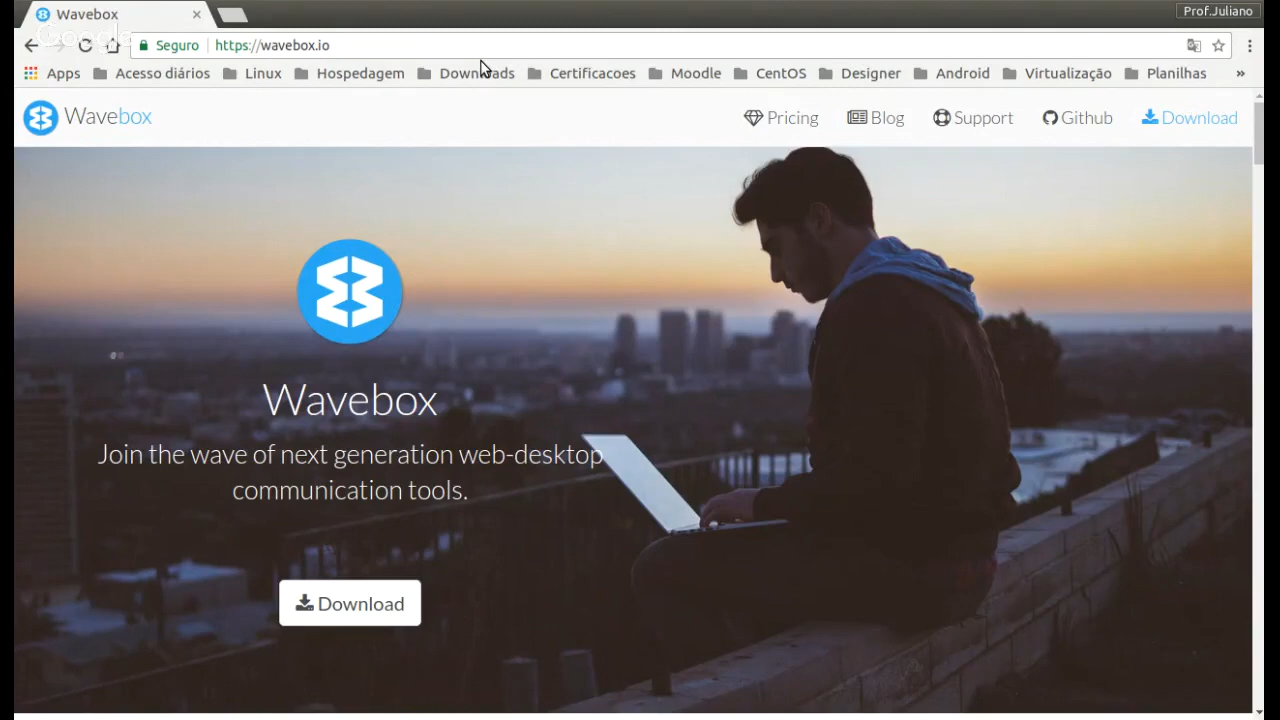 Wavebox
Prof.Juliano
Google
Seguro https://wavebox.io
Apps Acesso diários Linux Hospedagem Downloads Certificacoes Moodle CentOS Designer Android Virtualização Planilhas »
Wavebox Pricing Blog Support Github Download
Wavebox
Join the wave of next generation web-desktop
communication tools.
Download